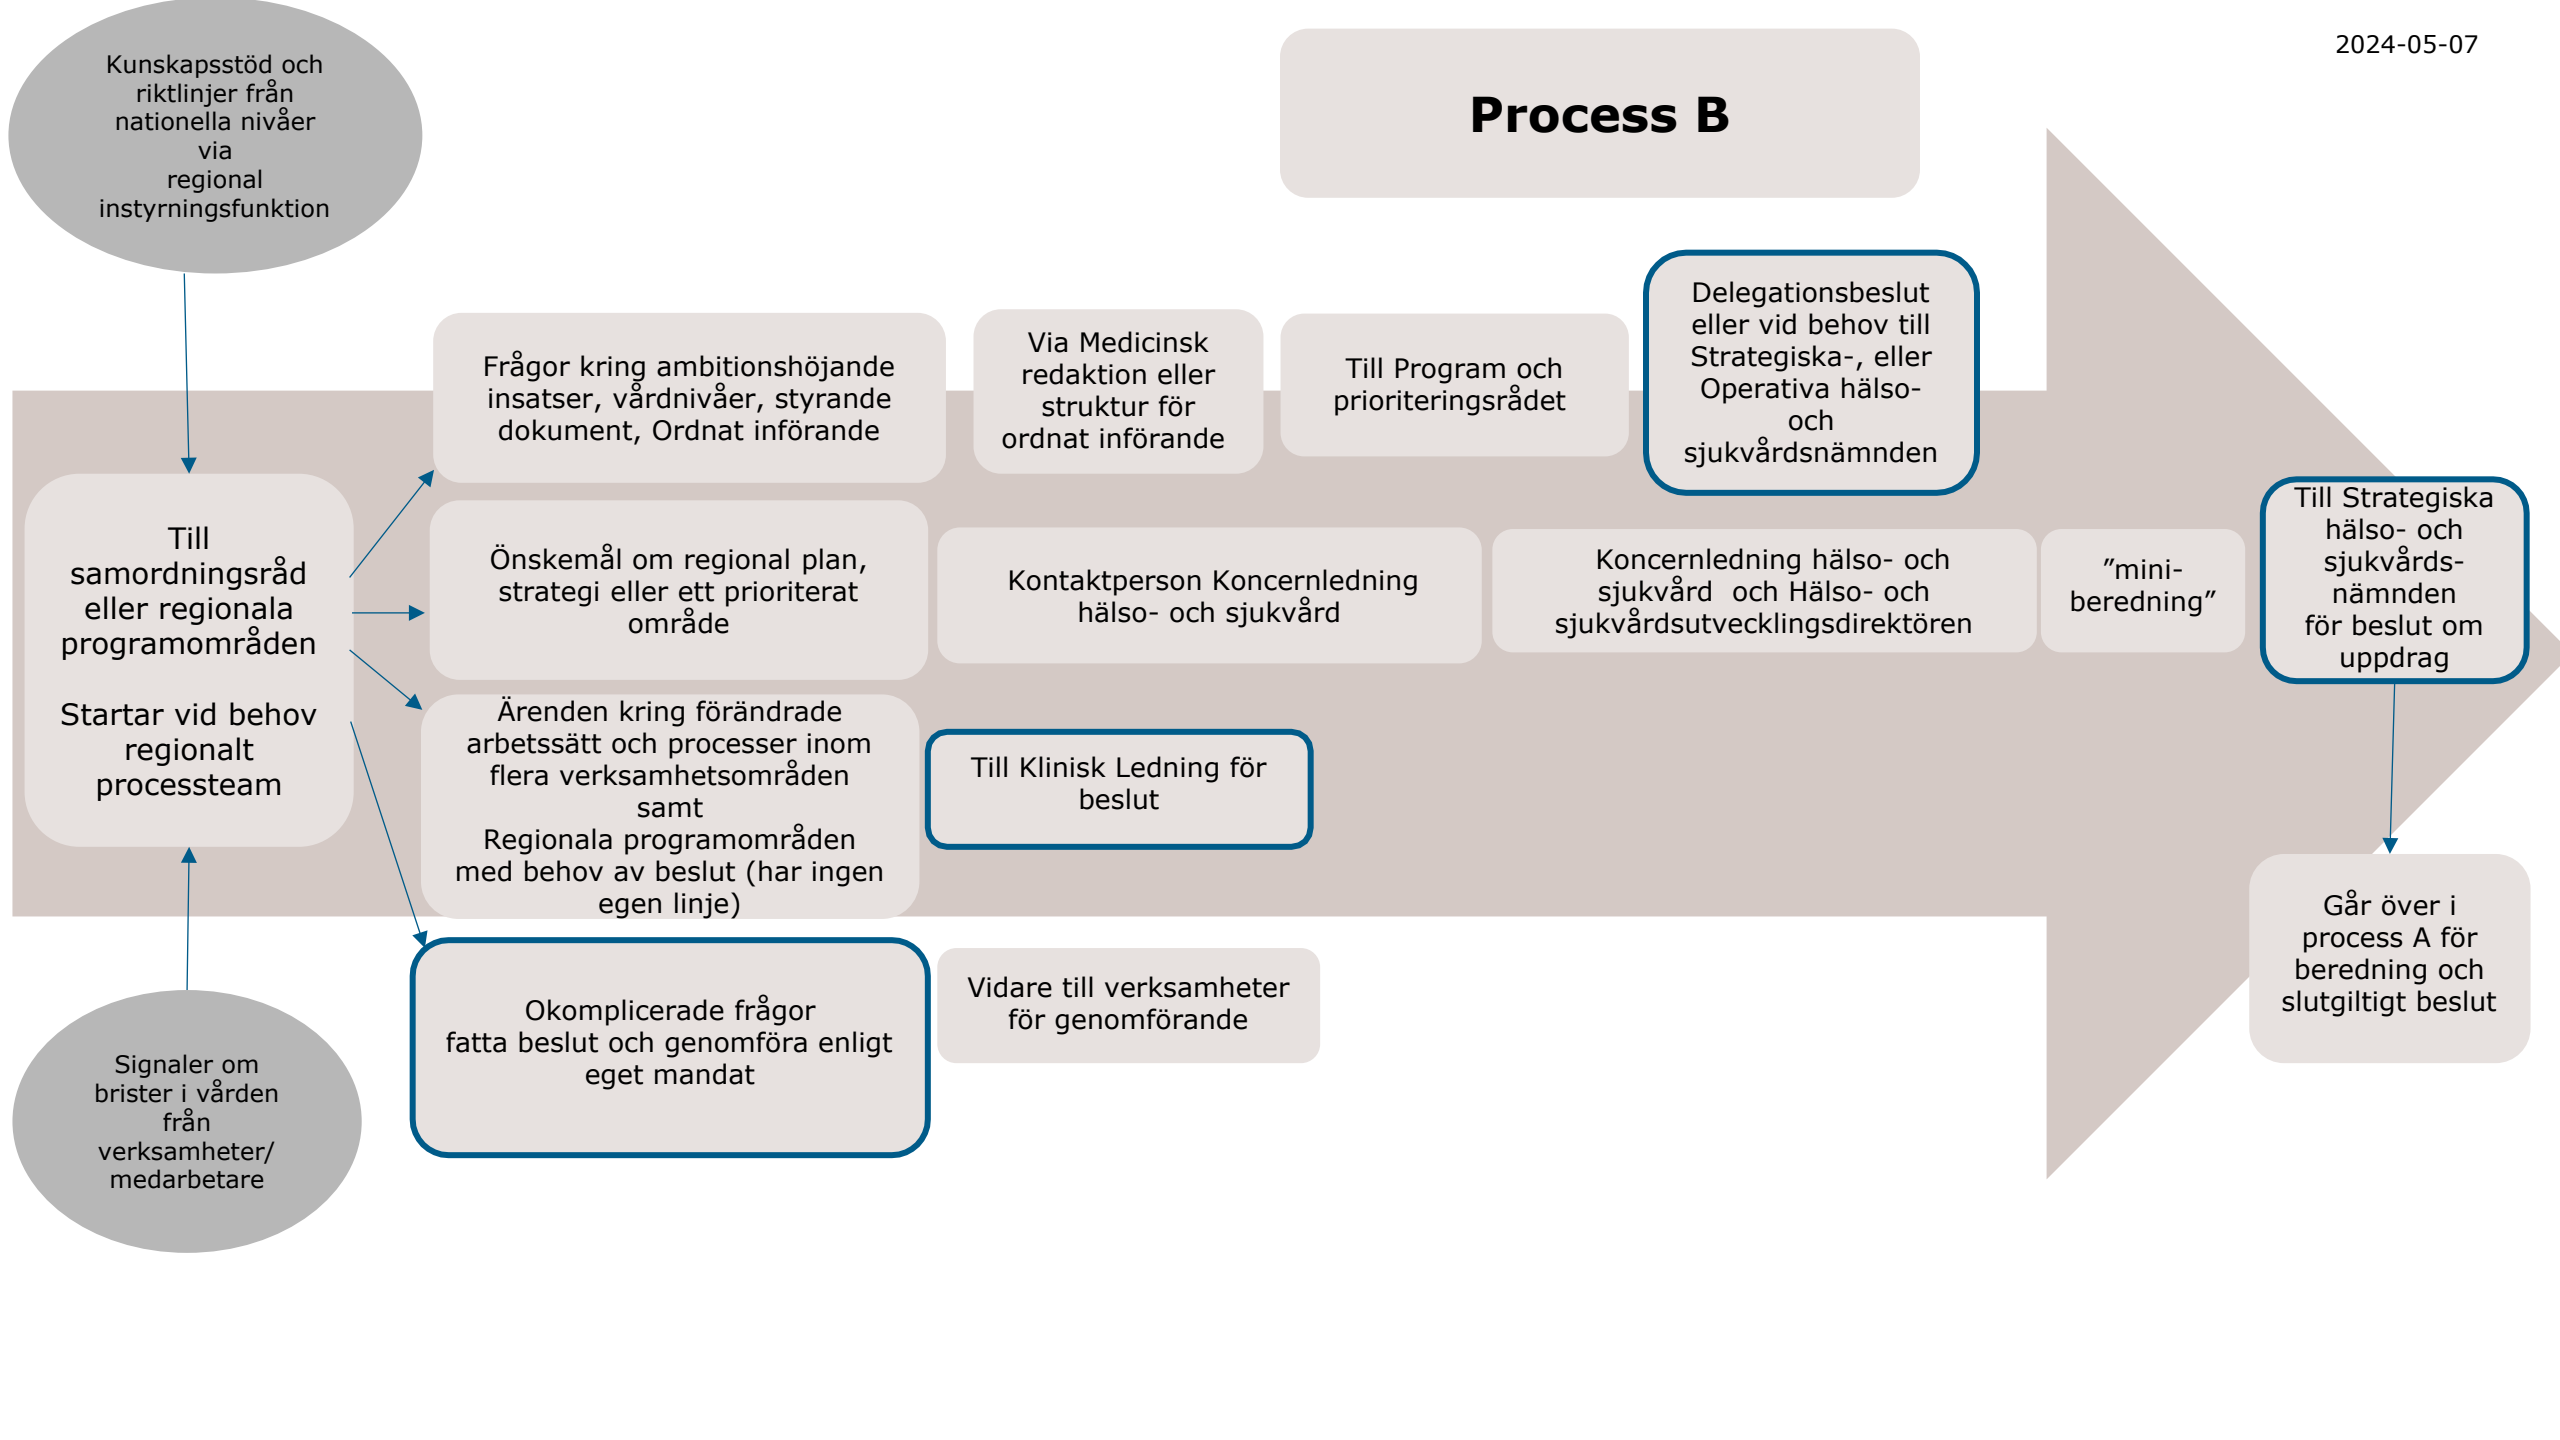 Kunskapsstöd och
riktlinjer från
nationella nivåer
via
regional
instyrningsfunktion
Process B
2024-05-07
Till
samordningsråd
eller regionala
programområden
Startar vid behov
regionalt
processteam
Signaler om
brister i vården
från
verksamheter/
medarbetare
Frågor kring ambitionshöjande
insatser, vårdnivåer, styrande
dokument, Ordnat införande
Via Medicinsk
redaktion eller
struktur för
ordnat införande
Till Program och
prioriteringsrådet
Delegationsbeslut
eller vid behov till
Strategiska-, eller
Operativa hälso-
och
sjukvårdsnämnden
Önskemål om regional plan,
strategi eller ett prioriterat
område
Kontaktperson Koncernledning
hälso- och sjukvård
Koncernledning hälso- och
sjukvård  och Hälso- och
sjukvårdsutvecklingsdirektören
”mini-
beredning”
Till Strategiska
hälso- och
sjukvårds-
nämnden
för beslut om
uppdrag
Ärenden kring förändrade
arbetssätt och processer inom
flera verksamhetsområden
samt
Regionala programområden
med behov av beslut (har ingen
egen linje)
Till Klinisk Ledning för
beslut
Går över i
process A för
beredning och
slutgiltigt beslut
Okomplicerade frågor
fatta beslut och genomföra enligt
eget mandat
Vidare till verksamheter
för genomförande